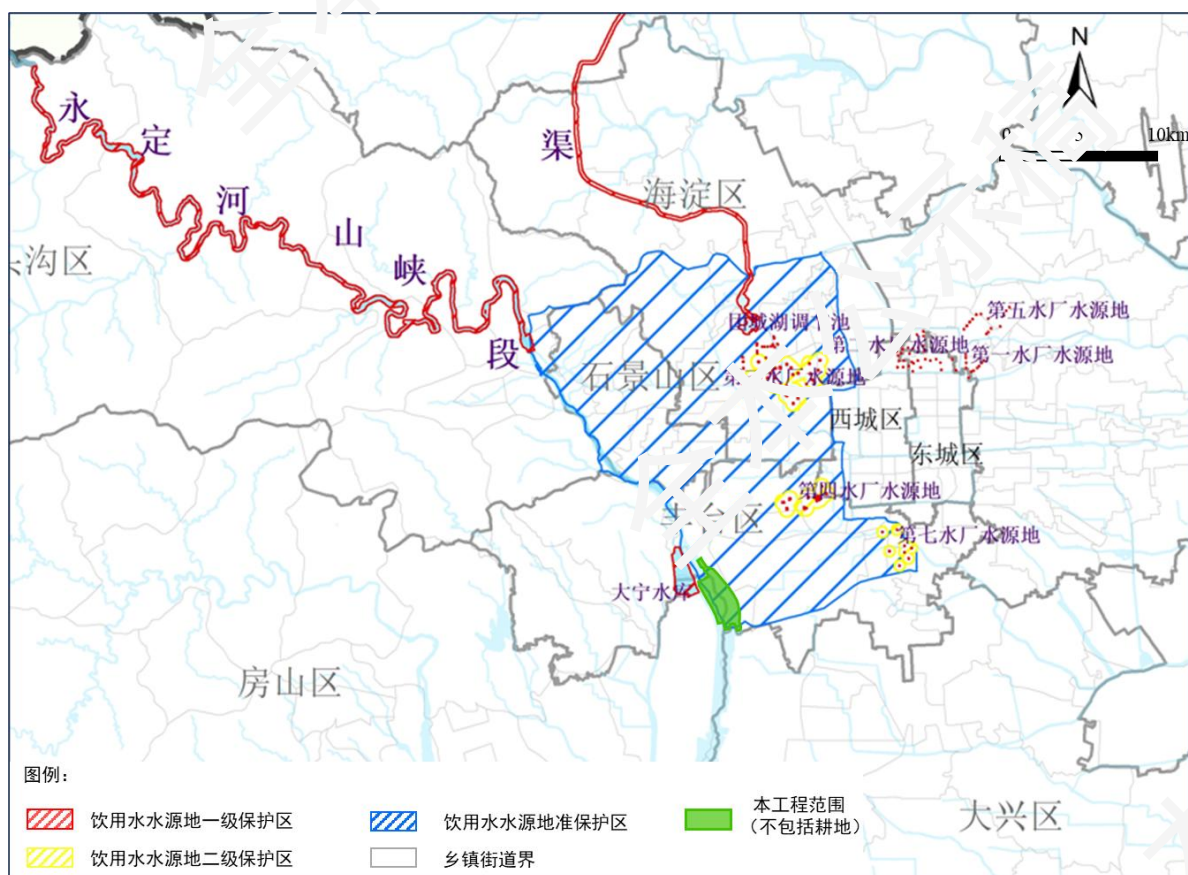 N
10km
永定河山峡段
渠
海淀区
头沟区
团城湖调节池
第五水厂水源地
第二水厂水源地
第一水厂水源地
石景山区
第三水厂水源地
西城区
东城区
第四水厂水源地
丰台区
第七水厂水源地
大宁水库
房山区
大兴区
图例：
饮用水水源地一级保护区
饮用水水源地准保护区
本工程范围
（不包括耕地）
饮用水水源地二级保护区
乡镇街道界